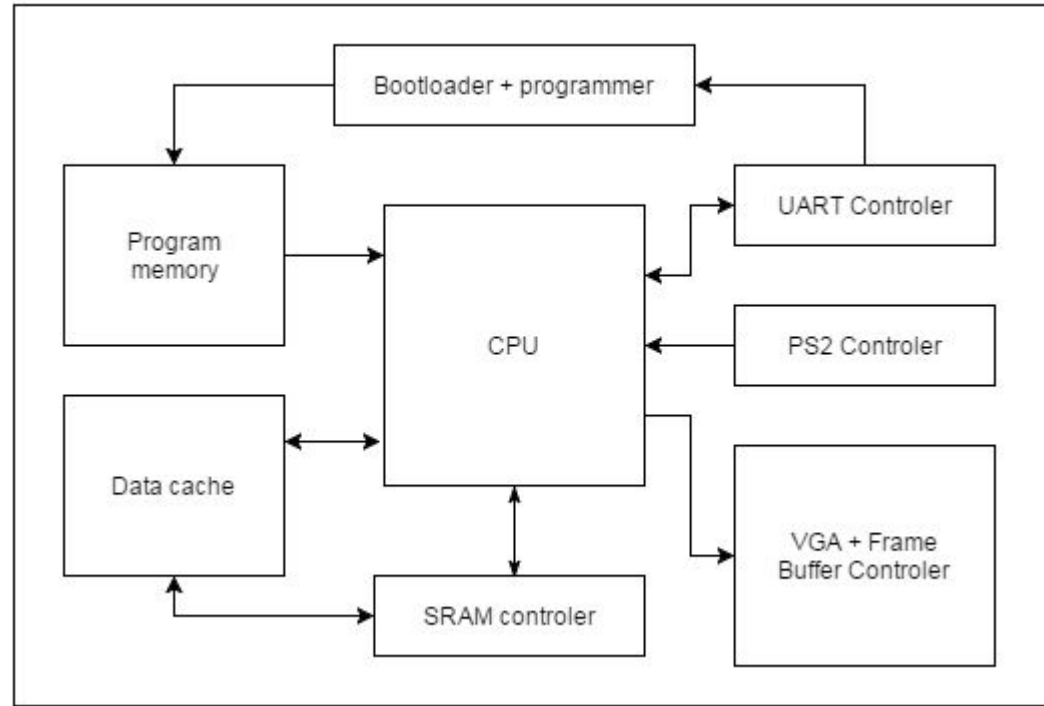 Bootloader + programmer
UART Controler
Program
memory
CPU
PS2 Controler
Data cache
VGA + Frame
Buffer Controler
SRAM controler